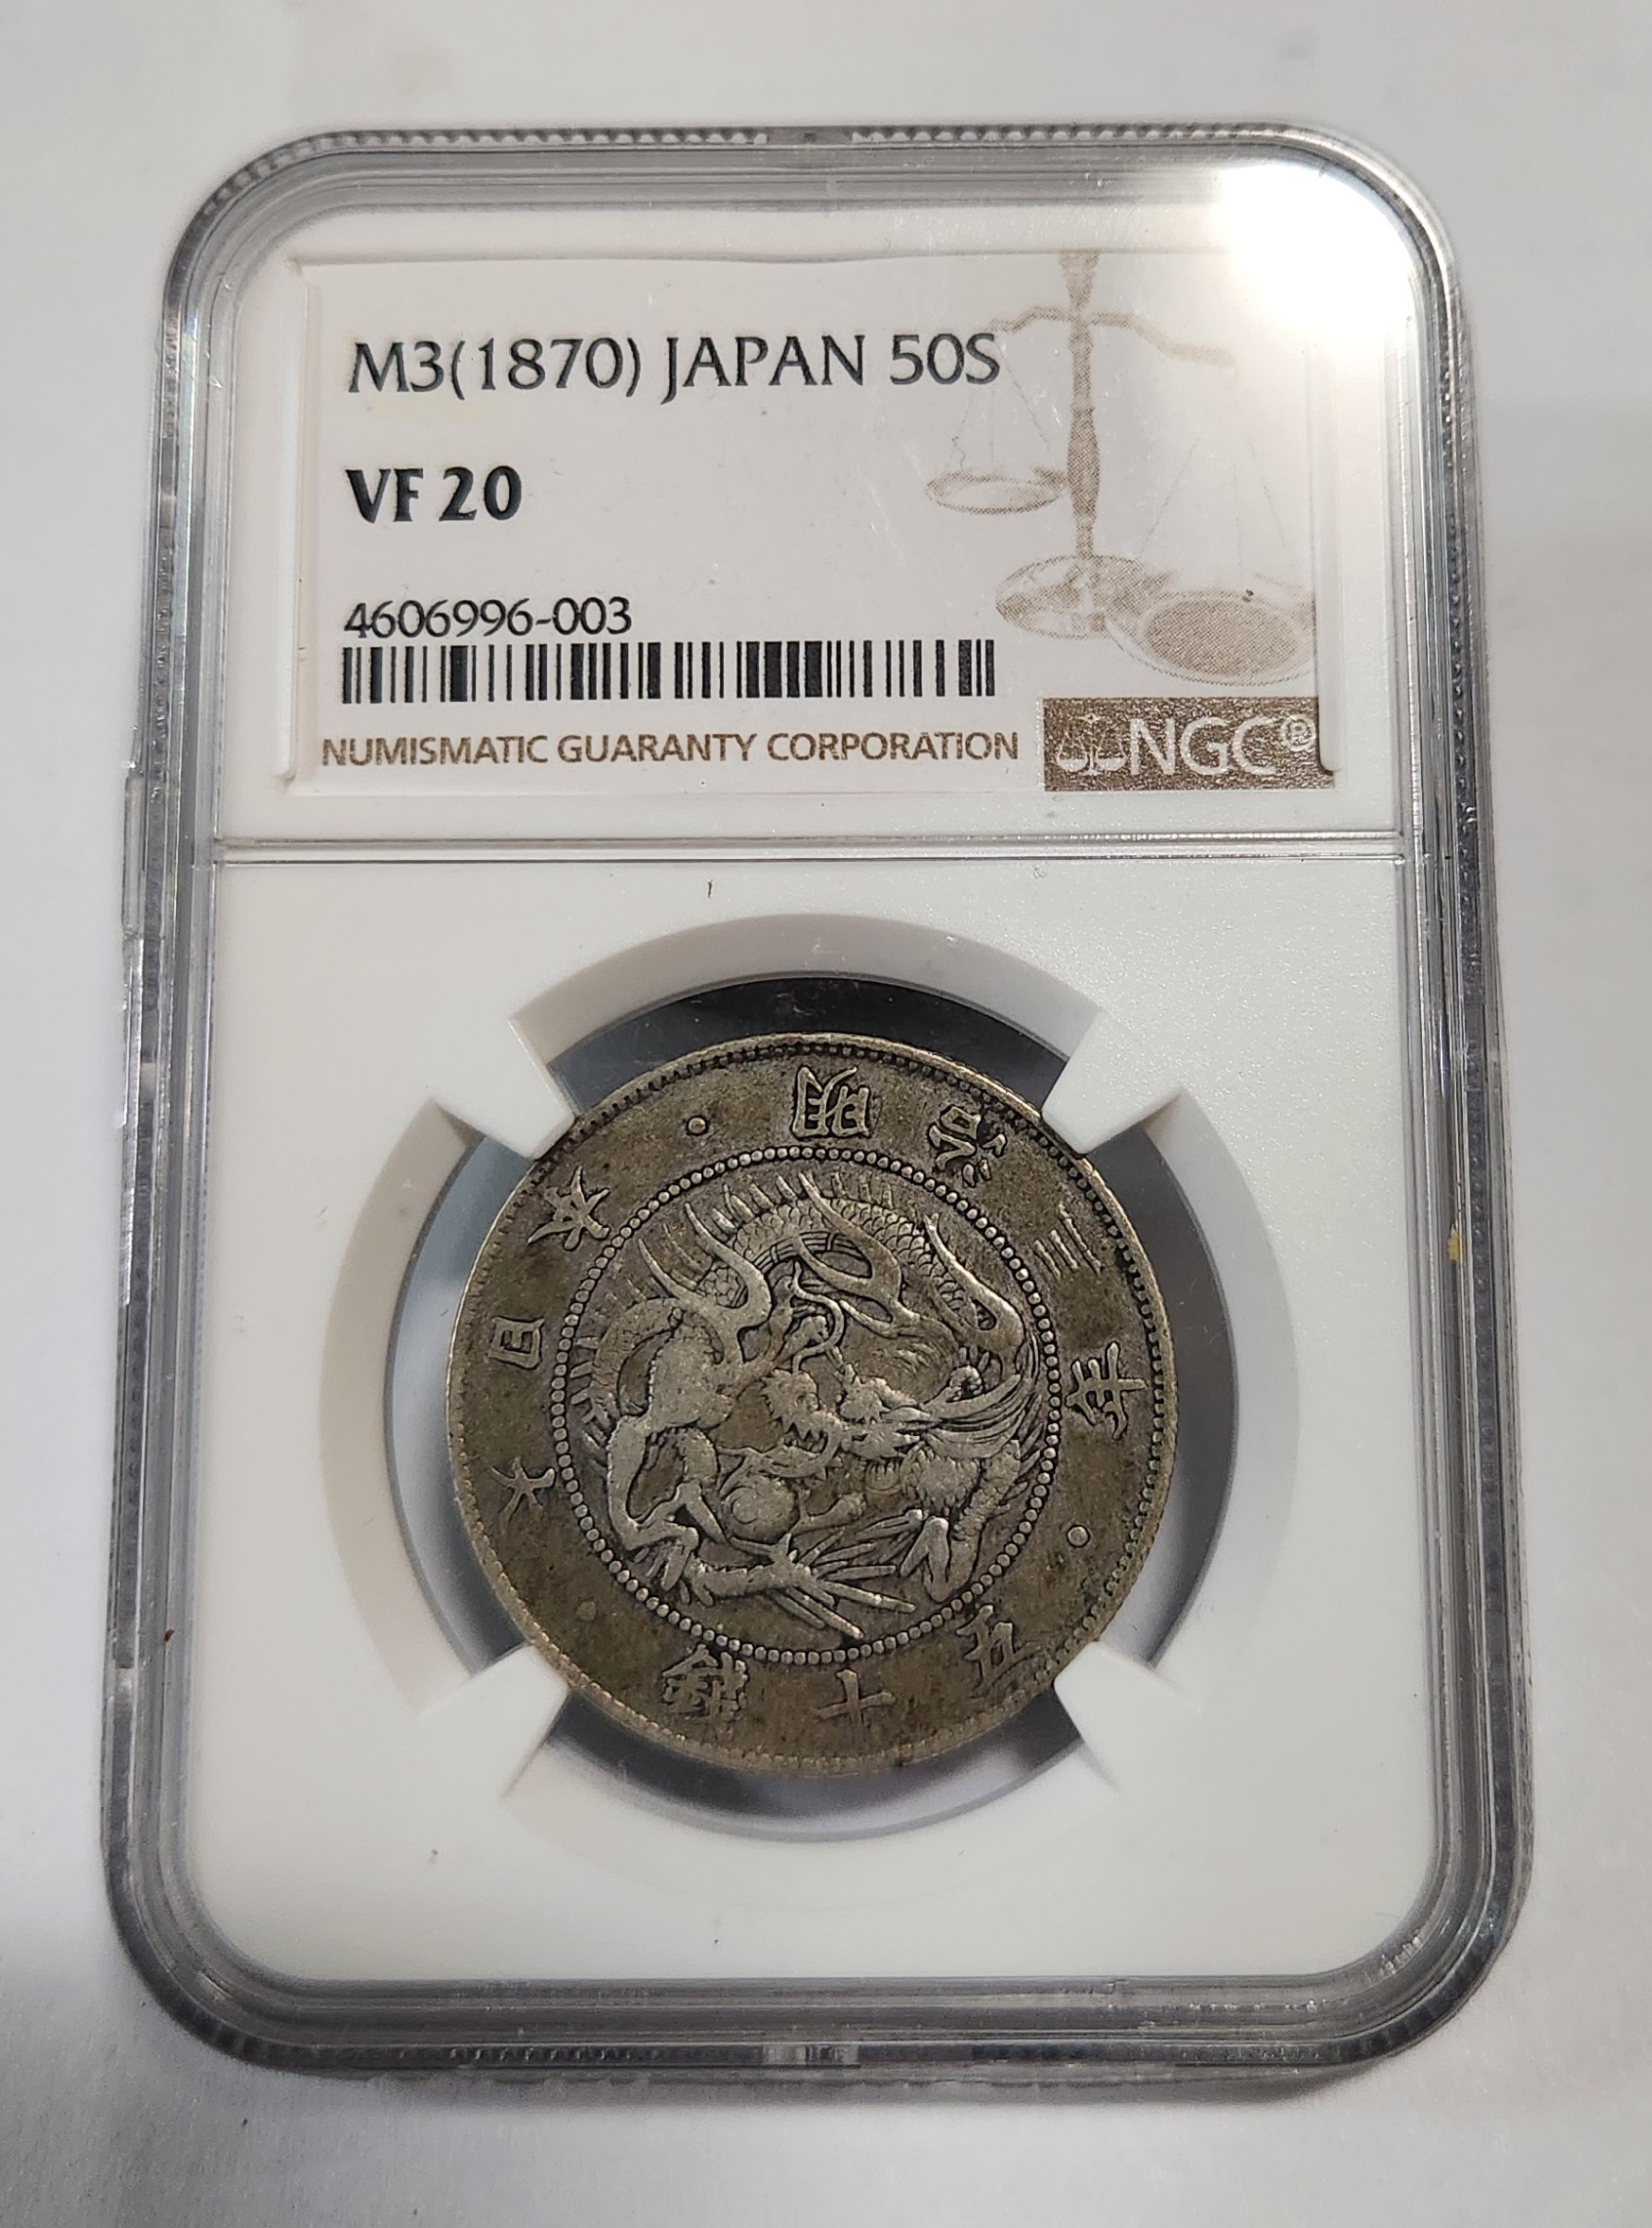 M3(1870) JAPAN 50S
VF 20
4606996-003
NUMISMATIC GUARANTY CORPORATION NGC®
大日本
明治三年
五十錢